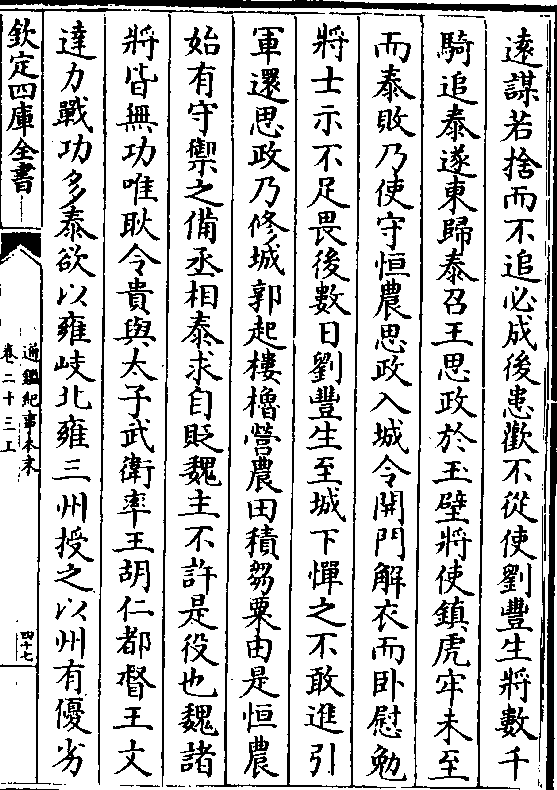 遠謀若捨而不追必成後患歡不從使劉豐生將數千
騎追泰遂東歸泰召王思政於玉壁將使鎮虎牢未至
而泰敗乃使守恒農思政入城令開門解衣而卧慰勉
將士示不足畏後數日劉豐生至城下憚之不敢進引
軍還思政乃修城郭起樓櫓營農田積芻粟由是恒農
始有守禦之備丞相泰求自貶魏主不許是役也魏諸
將皆無功唯耿令貴與太子武衛率王胡仁都督王文
達力戰功多泰欲以雍岐北雍三州授之以州有優劣
欽定四庫全書
通鑑紀事本末
卷二十三上
四十七